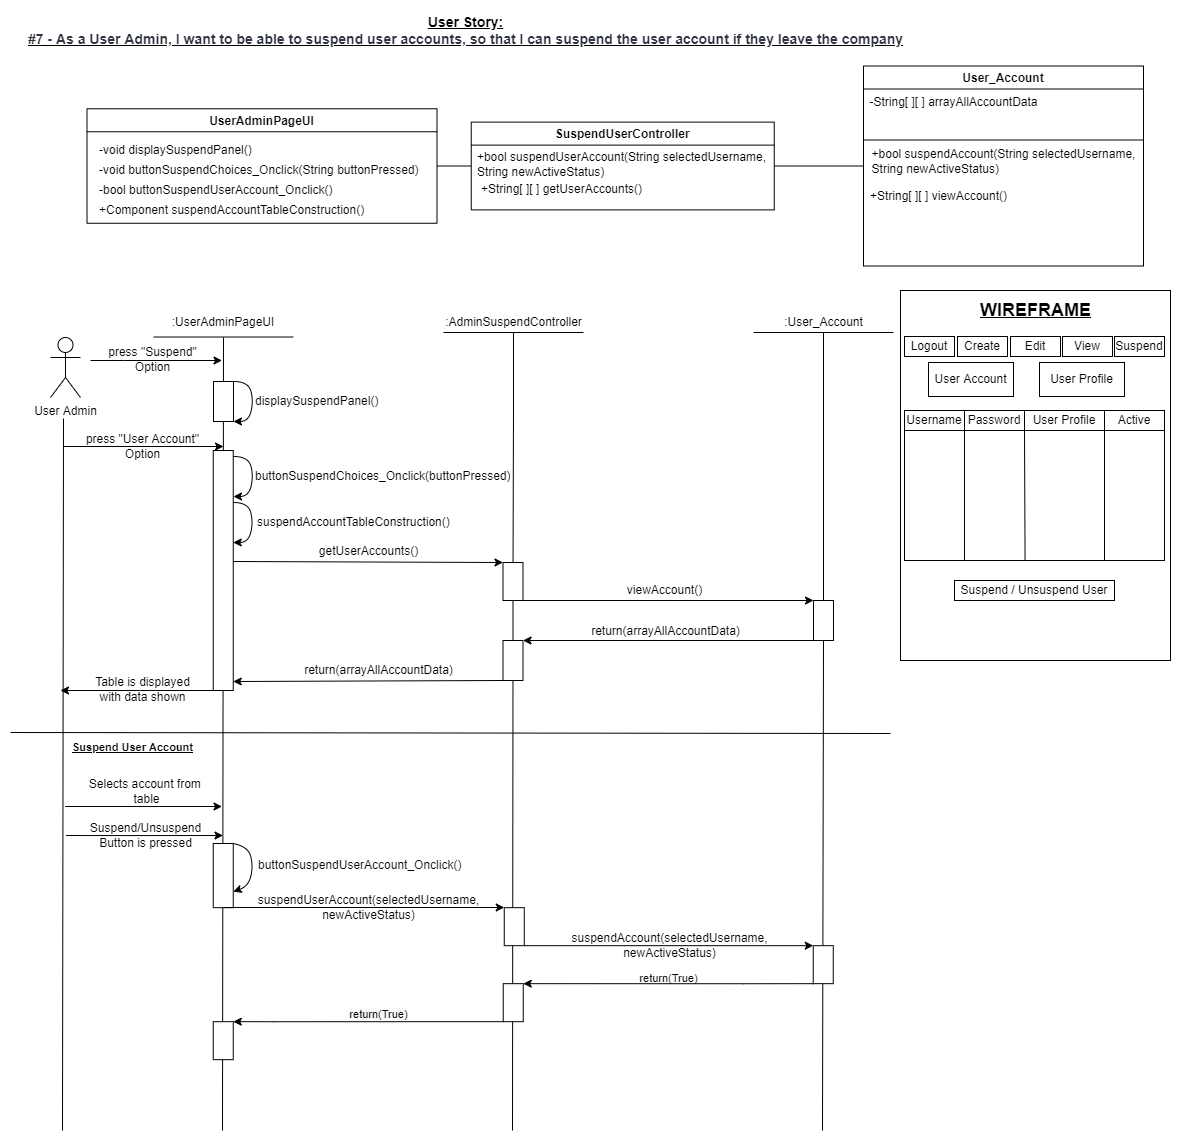 User Story:
#7 - As a User Admin, I want to be able to suspend user accounts, so that I can suspend the user account if they leave the company
UserAdminPageUI
-void displaySuspendPanel()
-void buttonSuspendChoices_Onclick(String buttonPressed)
-bool buttonSuspendUserAccount_Onclick()
+Component suspendAccountTableConstruction()
SuspendUserController
+bool suspendUserAccount(String selectedUsername,
String newActiveStatus)
+String[ ][ ] getUserAccounts()
User_Account
-String[ ][ ] arrayAllAccountData
+bool suspendAccount(String selectedUsername,
String newActiveStatus)
+String[ ][ ] viewAccount()
:UserAdminPageUI
:AdminSuspendController
:User_Account
User Admin
press "Suspend"
Option
displaySuspendPanel()
press "User Account"
Option
buttonSuspendChoices_Onclick(buttonPressed)
suspendAccountTableConstruction()
getUserAccounts()
viewAccount()
return(arrayAllAccountData)
return(arrayAllAccountData)
Table is displayed
with data shown
Suspend User Account
Selects account from
table
Suspend/Unsuspend
Button is pressed
buttonSuspendUserAccount_Onclick()
suspendUserAccount(selectedUsername,
newActiveStatus)
suspendAccount(selectedUsername,
newActiveStatus)
return(True)
return(True)
WIREFRAME
Logout Create Edit View Suspend
User Account User Profile
Username Password User Profile Active
Suspend / Unsuspend User